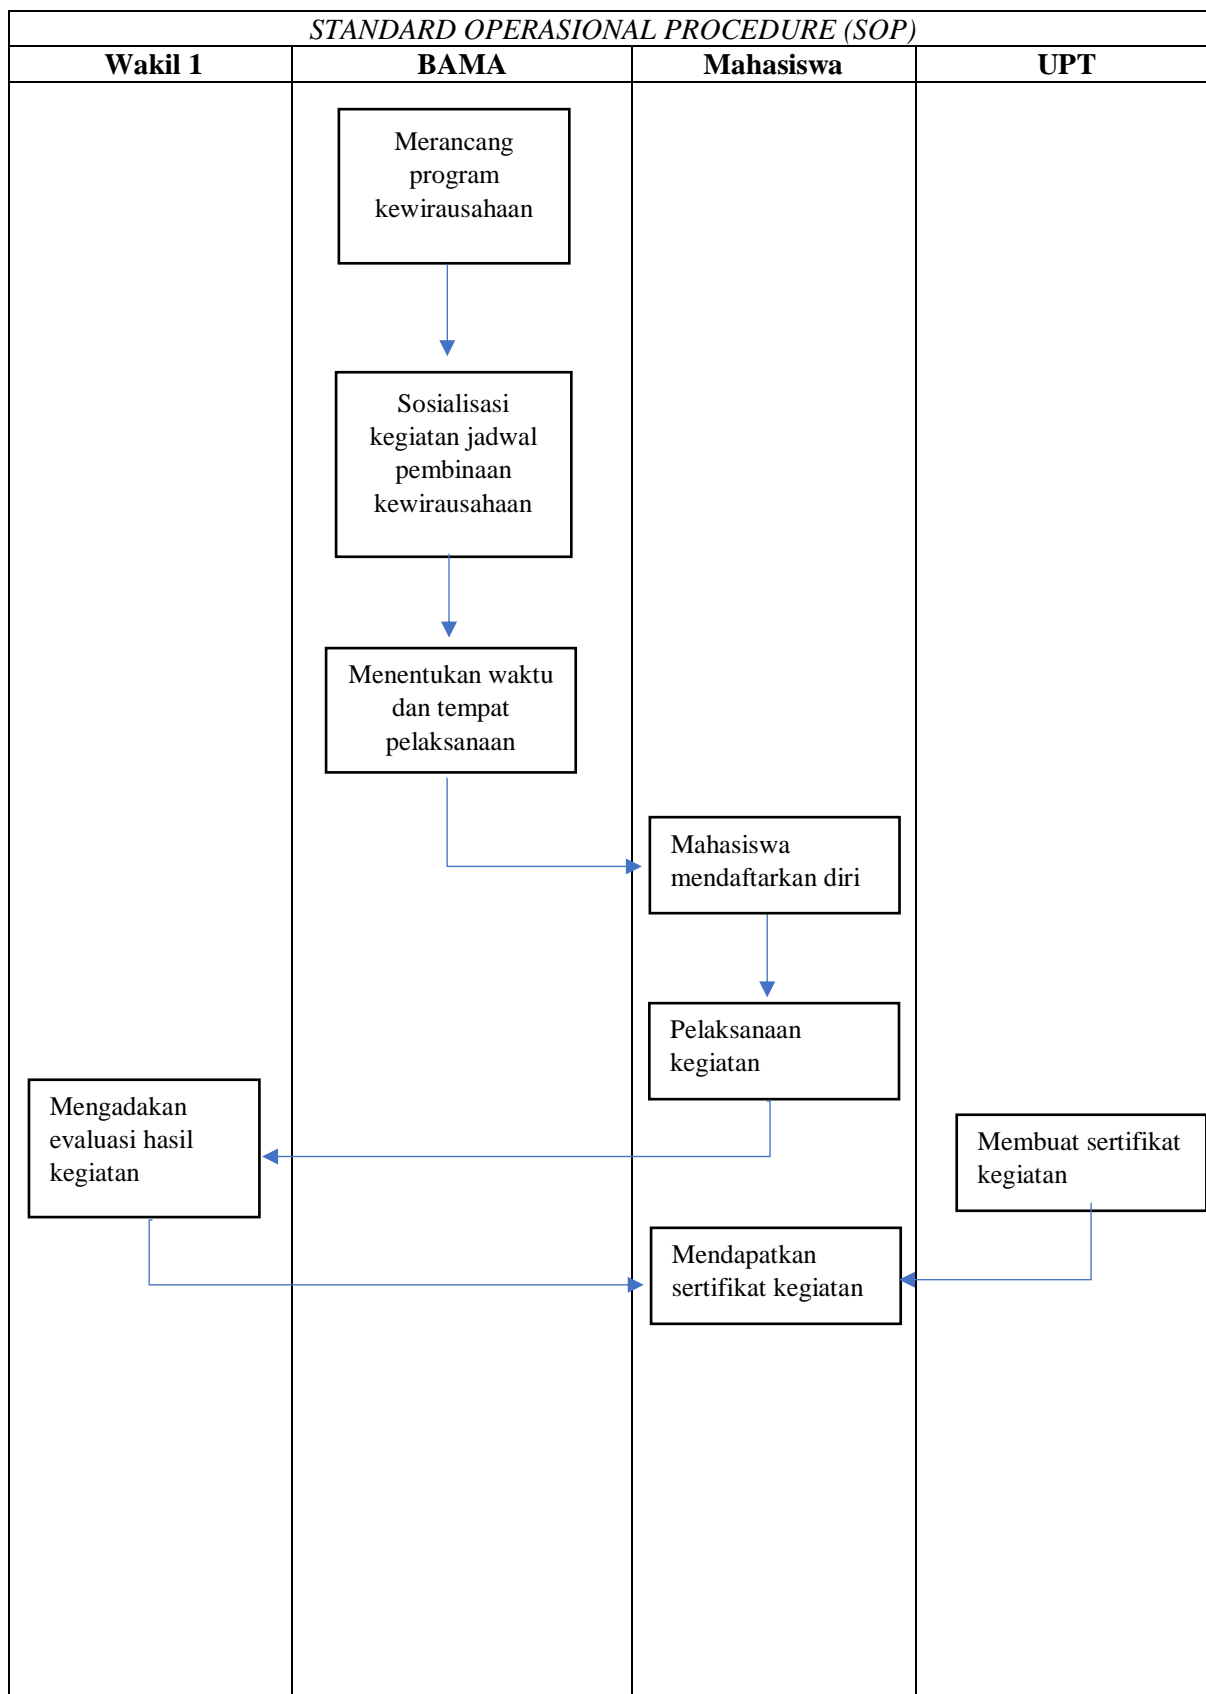 STANDARD OPERASIONAL PROCEDURE (SOP)
Wakil 1
BAMA
Mahasiswa
UPT
Merancang
program
kewirausahaan
Sosialisasi
kegiatan jadwal
pembinaan
kewirausahaan
Menentukan waktu
dan tempat
pelaksanaan
Mahasiswa
mendaftarkan diri
Pelaksanaan
kegiatan
Mengadakan
evaluasi hasil
kegiatan
Membuat sertifikat
kegiatan
Mendapatkan
sertifikat kegiatan